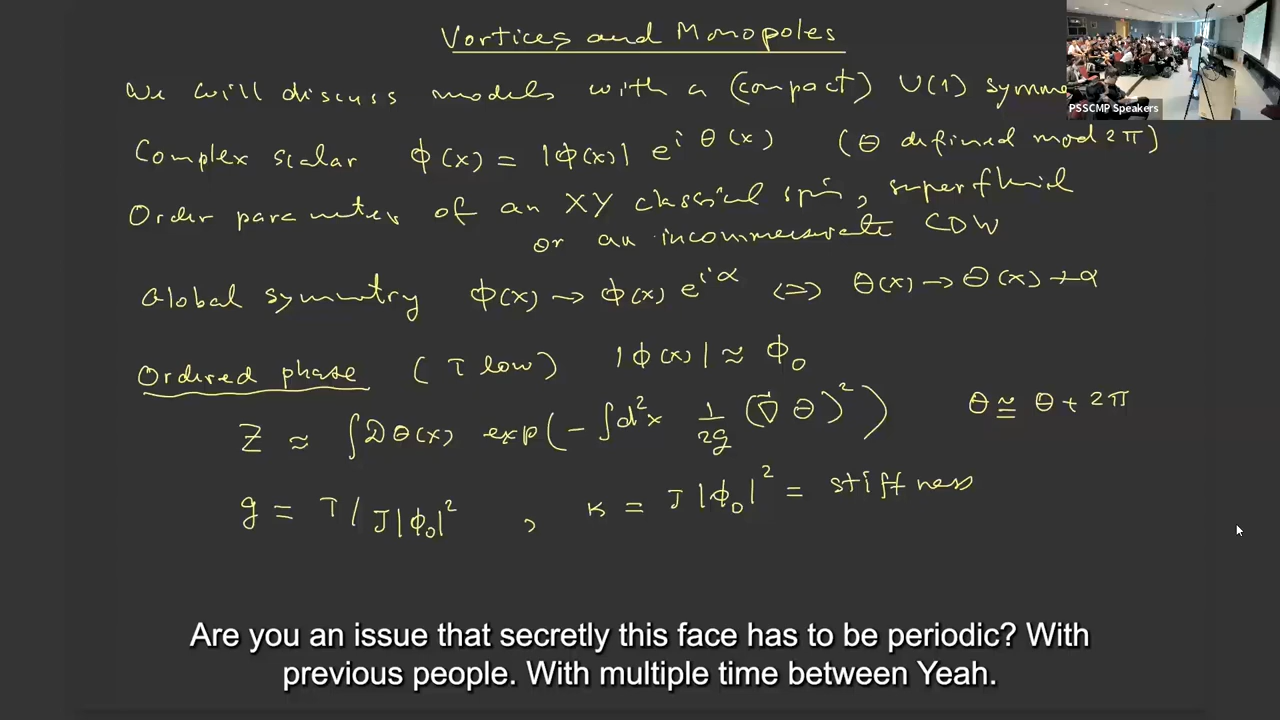 Vortices and Monopoles
We will discuss models with a (compact) U(1) symme
PSSCMP Speakers
Complex scalar ϕ(x) = |ϕ(x)| e^{iθ(x)} (θ defined mod 2π)
Order parameter of an XY classical spin, superfluid
or an incommensurate CDW
Global symmetry ϕ(x) → ϕ(x) e^{iα} ⇔ θ(x) → θ(x) + α
Ordered phase (T low) |ϕ(x)| ≈ ϕ₀
Z ≈ ∫Dθ(x) exp(-∫d²x 1/2g (∇⃗θ)²) θ ≅ θ + 2π
g = T/J|ϕ₀|² , κ = J|ϕ₀|² = stiffness
Are you an issue that secretly this face has to be periodic? With
previous people. With multiple time between Yeah.